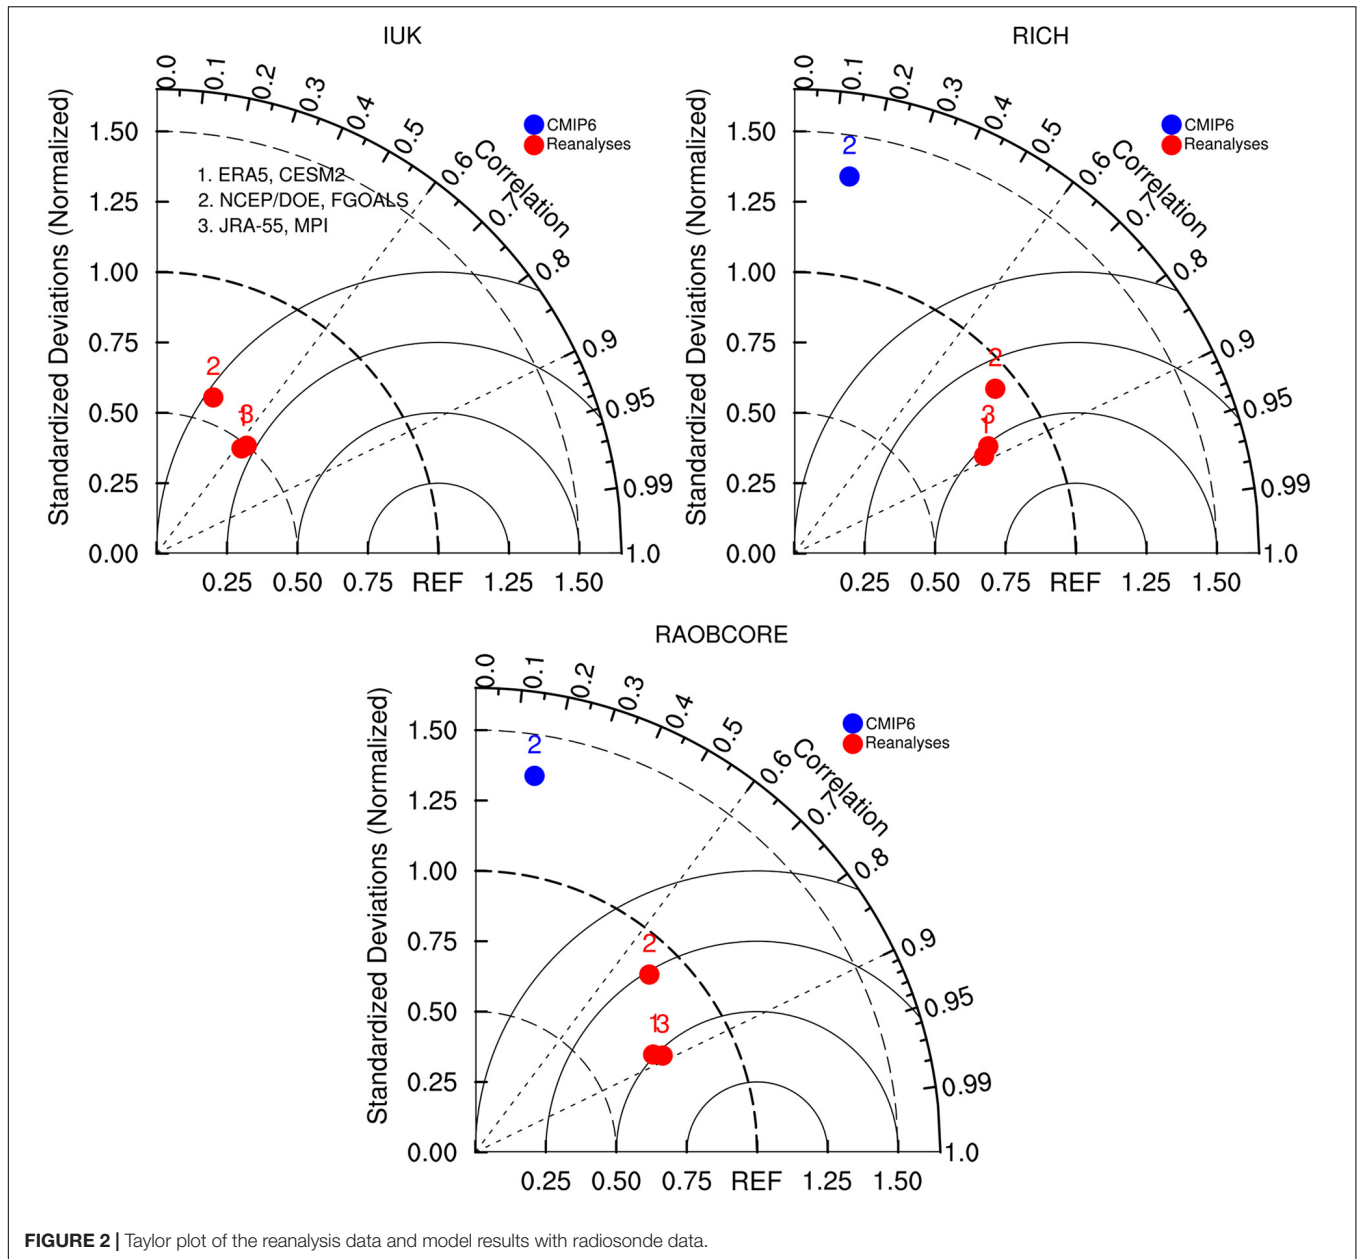 IUK
0.0 0.1 0.2 0.3 0.4 0.5 0.6 0.7 0.8 0.9 0.95 0.99 1.0
Correlation
Standardized Deviations (Normalized)
1.50
1.25
1.00
0.75
0.50
0.25
0.00
CMIP6
Reanalyses
1. ERA5, CESM2
2. NCEP/DOE, FGOALS
3. JRA-55, MPI
2
1 3
0.25 0.50 0.75 REF 1.25 1.50
RICH
0.0 0.1 0.2 0.3 0.4 0.5 0.6 0.7 0.8 0.9 0.95 0.99 1.0
Correlation
Standardized Deviations (Normalized)
1.50
1.25
1.00
0.75
0.50
0.25
0.00
CMIP6
Reanalyses
2
2
3
1
0.25 0.50 0.75 REF 1.25 1.50
RAOBCORE
0.0 0.1 0.2 0.3 0.4 0.5 0.6 0.7 0.8 0.9 0.95 0.99 1.0
Correlation
Standardized Deviations (Normalized)
1.50
1.25
1.00
0.75
0.50
0.25
0.00
CMIP6
Reanalyses
2
2
1 3
0.25 0.50 0.75 REF 1.25 1.50
FIGURE 2 | Taylor plot of the reanalysis data and model results with radiosonde data.